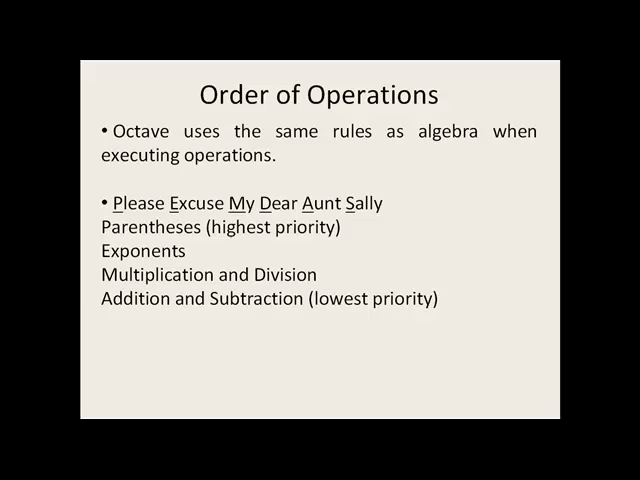 Order of Operations
• Octave uses the same rules as algebra when
executing operations.
• Please Excuse My Dear Aunt Sally
Parentheses (highest priority)
Exponents
Multiplication and Division
Addition and Subtraction (lowest priority)